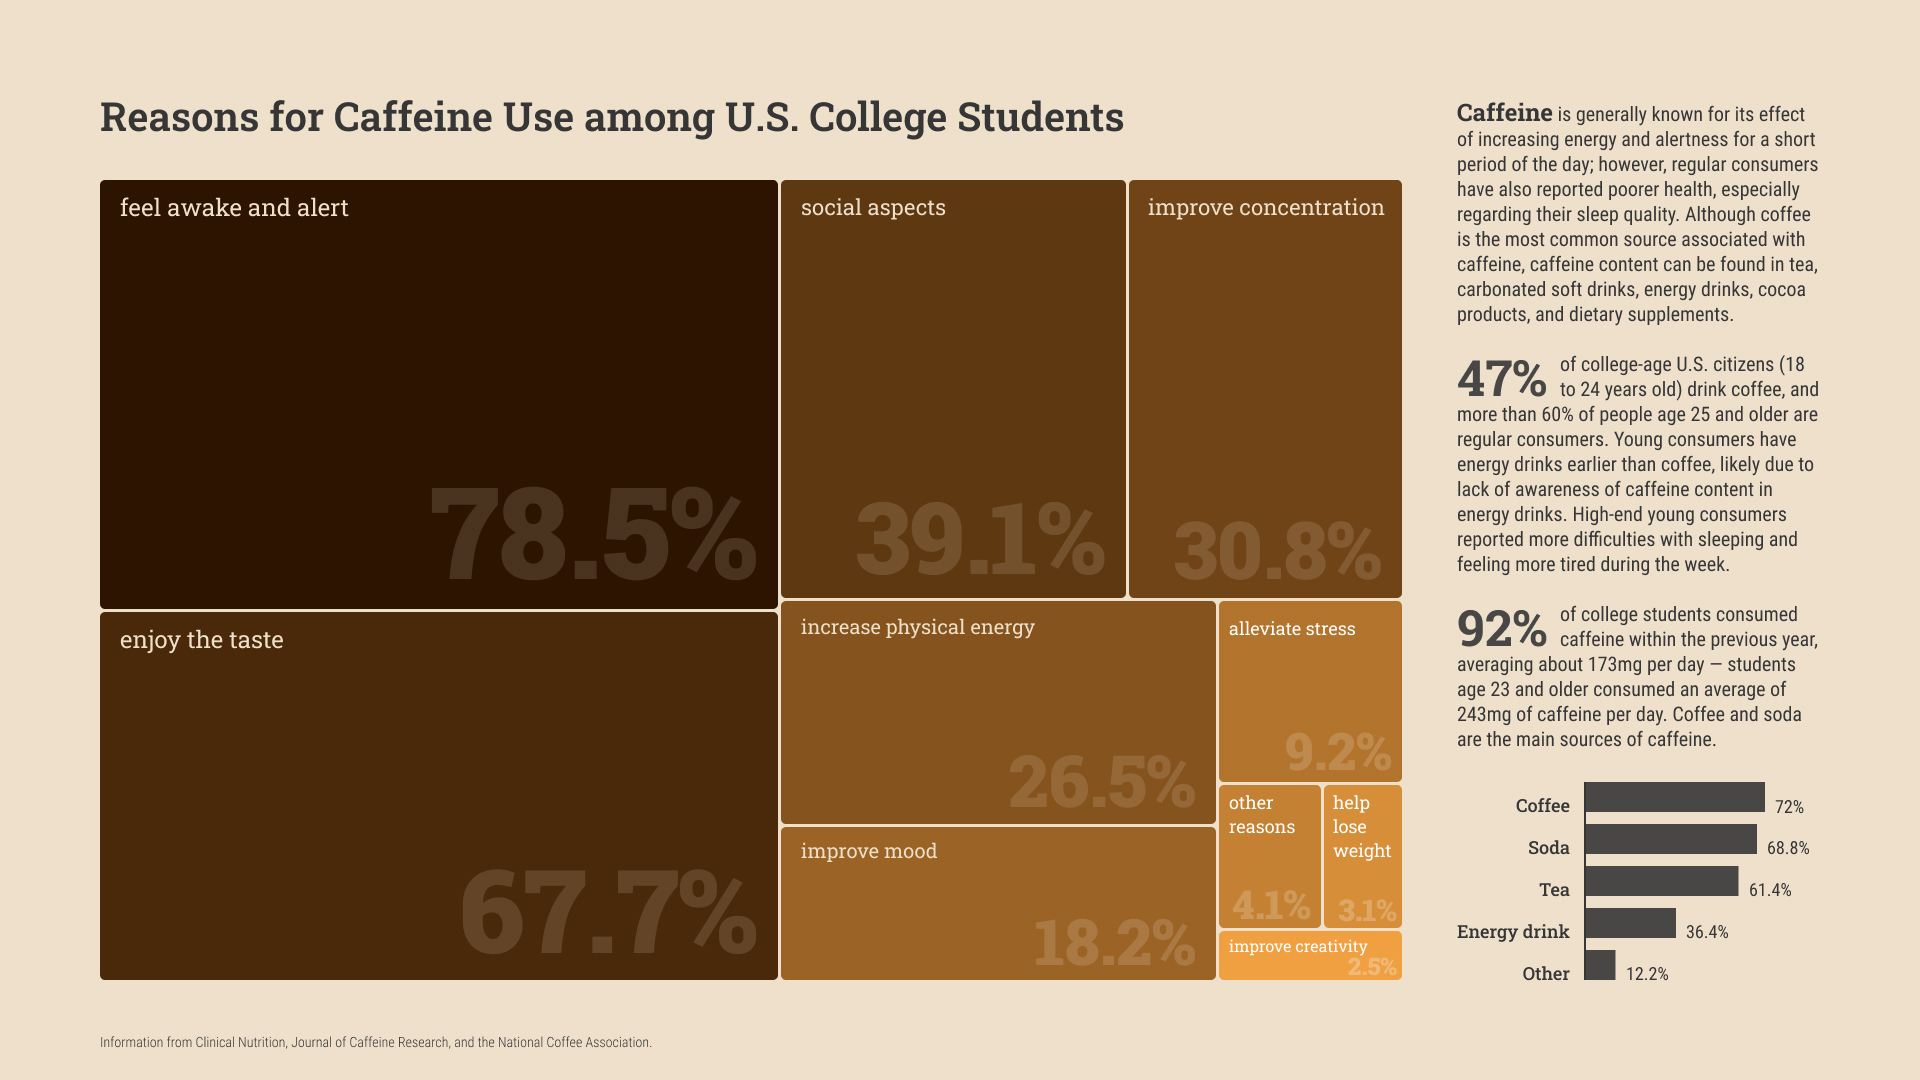 Reasons for Caffeine Use among U.S. College Students
feel awake and alert
78.5%
social aspects
39.1%
improve concentration
30.8%
enjoy the taste
67.7%
increase physical energy
26.5%
alleviate stress
9.2%
improve mood
18.2%
other
reasons
4.1%
help
lose
weight
3.1%
improve creativity
2.5%
Caffeine is generally known for its effect
of increasing energy and alertness for a short
period of the day; however, regular consumers
have also reported poorer health, especially
regarding their sleep quality. Although coffee
is the most common source associated with
caffeine, caffeine content can be found in tea,
carbonated soft drinks, energy drinks, cocoa
products, and dietary supplements.
47% of college-age U.S. citizens (18
to 24 years old) drink coffee, and
more than 60% of people age 25 and older are
regular consumers. Young consumers have
energy drinks earlier than coffee, likely due to
lack of awareness of caffeine content in
energy drinks. High-end young consumers
reported more difficulties with sleeping and
feeling more tired during the week.
92% of college students consumed
caffeine within the previous year,
averaging about 173mg per day — students
age 23 and older consumed an average of
243mg of caffeine per day. Coffee and soda
are the main sources of caffeine.
Coffee 72%
Soda 68.8%
Tea 61.4%
Energy drink 36.4%
Other 12.2%
Information from Clinical Nutrition, Journal of Caffeine Research, and the National Coffee Association.